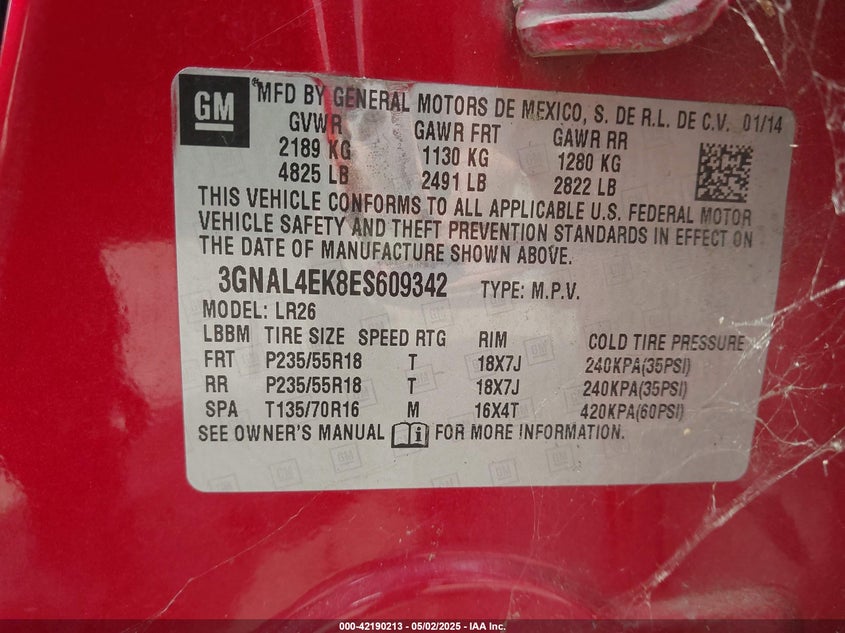 GM
MFD BY GENERAL MOTORS DE MEXICO, S. DE R.L. DE C.V. 01/14
GVWR GAWR FRT GAWR RR
2189 KG 1130 KG 1280 KG
4825 LB 2491 LB 2822 LB
THIS VEHICLE CONFORMS TO ALL APPLICABLE U.S. FEDERAL MOTOR
VEHICLE SAFETY AND THEFT PREVENTION STANDARDS IN EFFECT ON
THE DATE OF MANUFACTURE SHOWN ABOVE.
3GNAL4EK8ES609342 TYPE: M.P.V.
MODEL: LR26
LBBM TIRE SIZE SPEED RTG RIM COLD TIRE PRESSURE
FRT P235/55R18 T 18X7J 240KPA(35PSI)
RR P235/55R18 T 18X7J 240KPA(35PSI)
SPA T135/70R16 M 16X4T 420KPA(60PSI)
SEE OWNER'S MANUAL i FOR MORE INFORMATION.
000-42190213 - 05/02/2025 - IAA Inc.